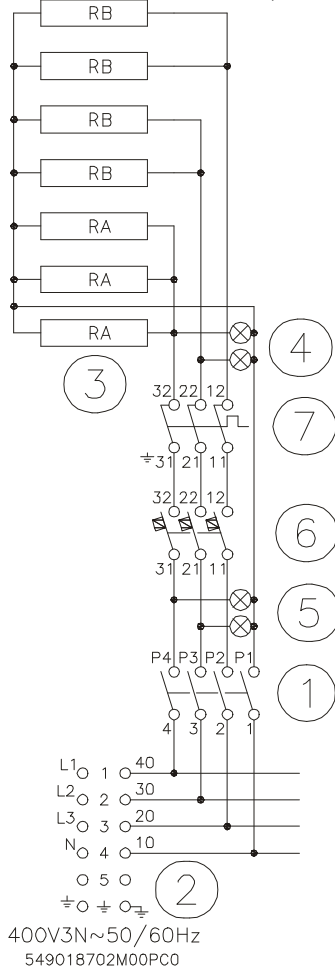 RB
RB
RB
RB
RA
RA
RA
4
3
32 22 12
7
31 21 11
32 22 12
6
31 21 11
5
P4 P3 P2 P1
1
4 3 2 1
L1 1 40
L2 2 30
L3 3 20
N 4 10
5
2
400V3N~50/60Hz
549018702M00PC0